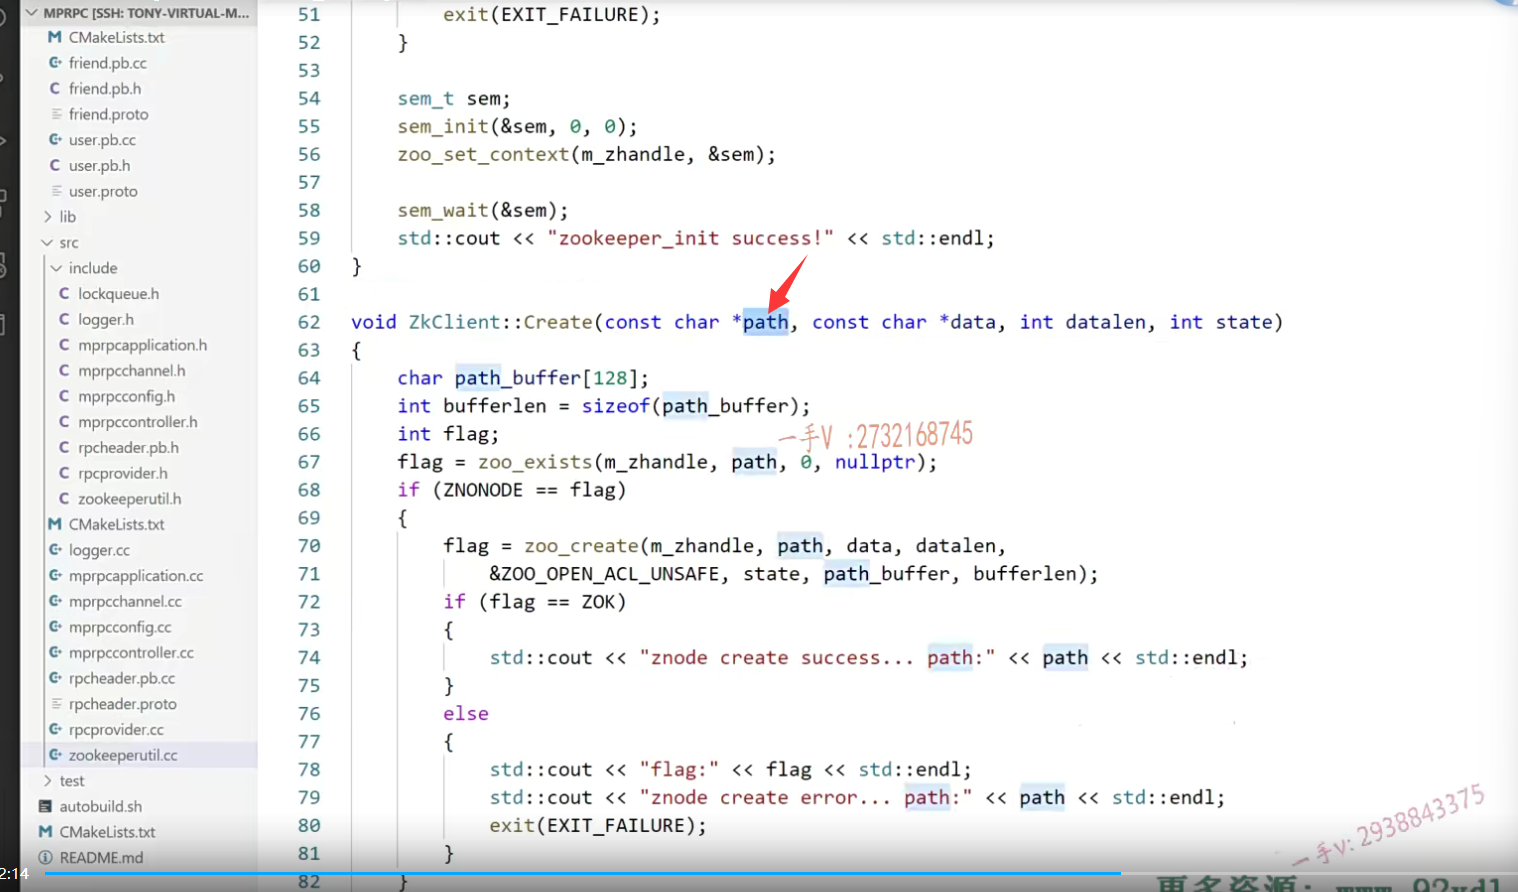 MPRPC [SSH: TONY-VIRTUAL-M...
CMakeLists.txt
friend.pb.cc
friend.pb.h
friend.proto
user.pb.cc
user.pb.h
user.proto
lib
src
include
lockqueue.h
logger.h
mprpcapplication.h
mprpcchannel.h
mprpcconfig.h
mprpccontroller.h
rpcheader.pb.h
rpcprovider.h
zookeeperutil.h
CMakeLists.txt
logger.cc
mprpcapplication.cc
mprpcchannel.cc
mprpcconfig.cc
mprpccontroller.cc
rpcheader.pb.cc
rpcheader.proto
rpcprovider.cc
zookeeperutil.cc
test
autobuild.sh
CMakeLists.txt
README.md
2:14
51 exit(EXIT_FAILURE);
52 }
53
54 sem_t sem;
55 sem_init(&sem, 0, 0);
56 zoo_set_context(m_zhandle, &sem);
57
58 sem_wait(&sem);
59 std::cout << "zookeeper_init success!" << std::endl;
60 }
61
62 void ZkClient::Create(const char *path, const char *data, int datalen, int state)
63 {
64 char path_buffer[128];
65 int bufferlen = sizeof(path_buffer);
66 int flag;
一手V :2732168745
67 flag = zoo_exists(m_zhandle, path, 0, nullptr);
68 if (ZNONODE == flag)
69 {
70 flag = zoo_create(m_zhandle, path, data, datalen,
71 &ZOO_OPEN_ACL_UNSAFE, state, path_buffer, bufferlen);
72 if (flag == ZOK)
73 {
74 std::cout << "znode create success... path:" << path << std::endl;
75 }
76 else
77 {
78 std::cout << "flag:" << flag << std::endl;
79 std::cout << "znode create error... path:" << path << std::endl;
80 exit(EXIT_FAILURE);
81 }
82 }
一手V: 2938843375
更多资源: